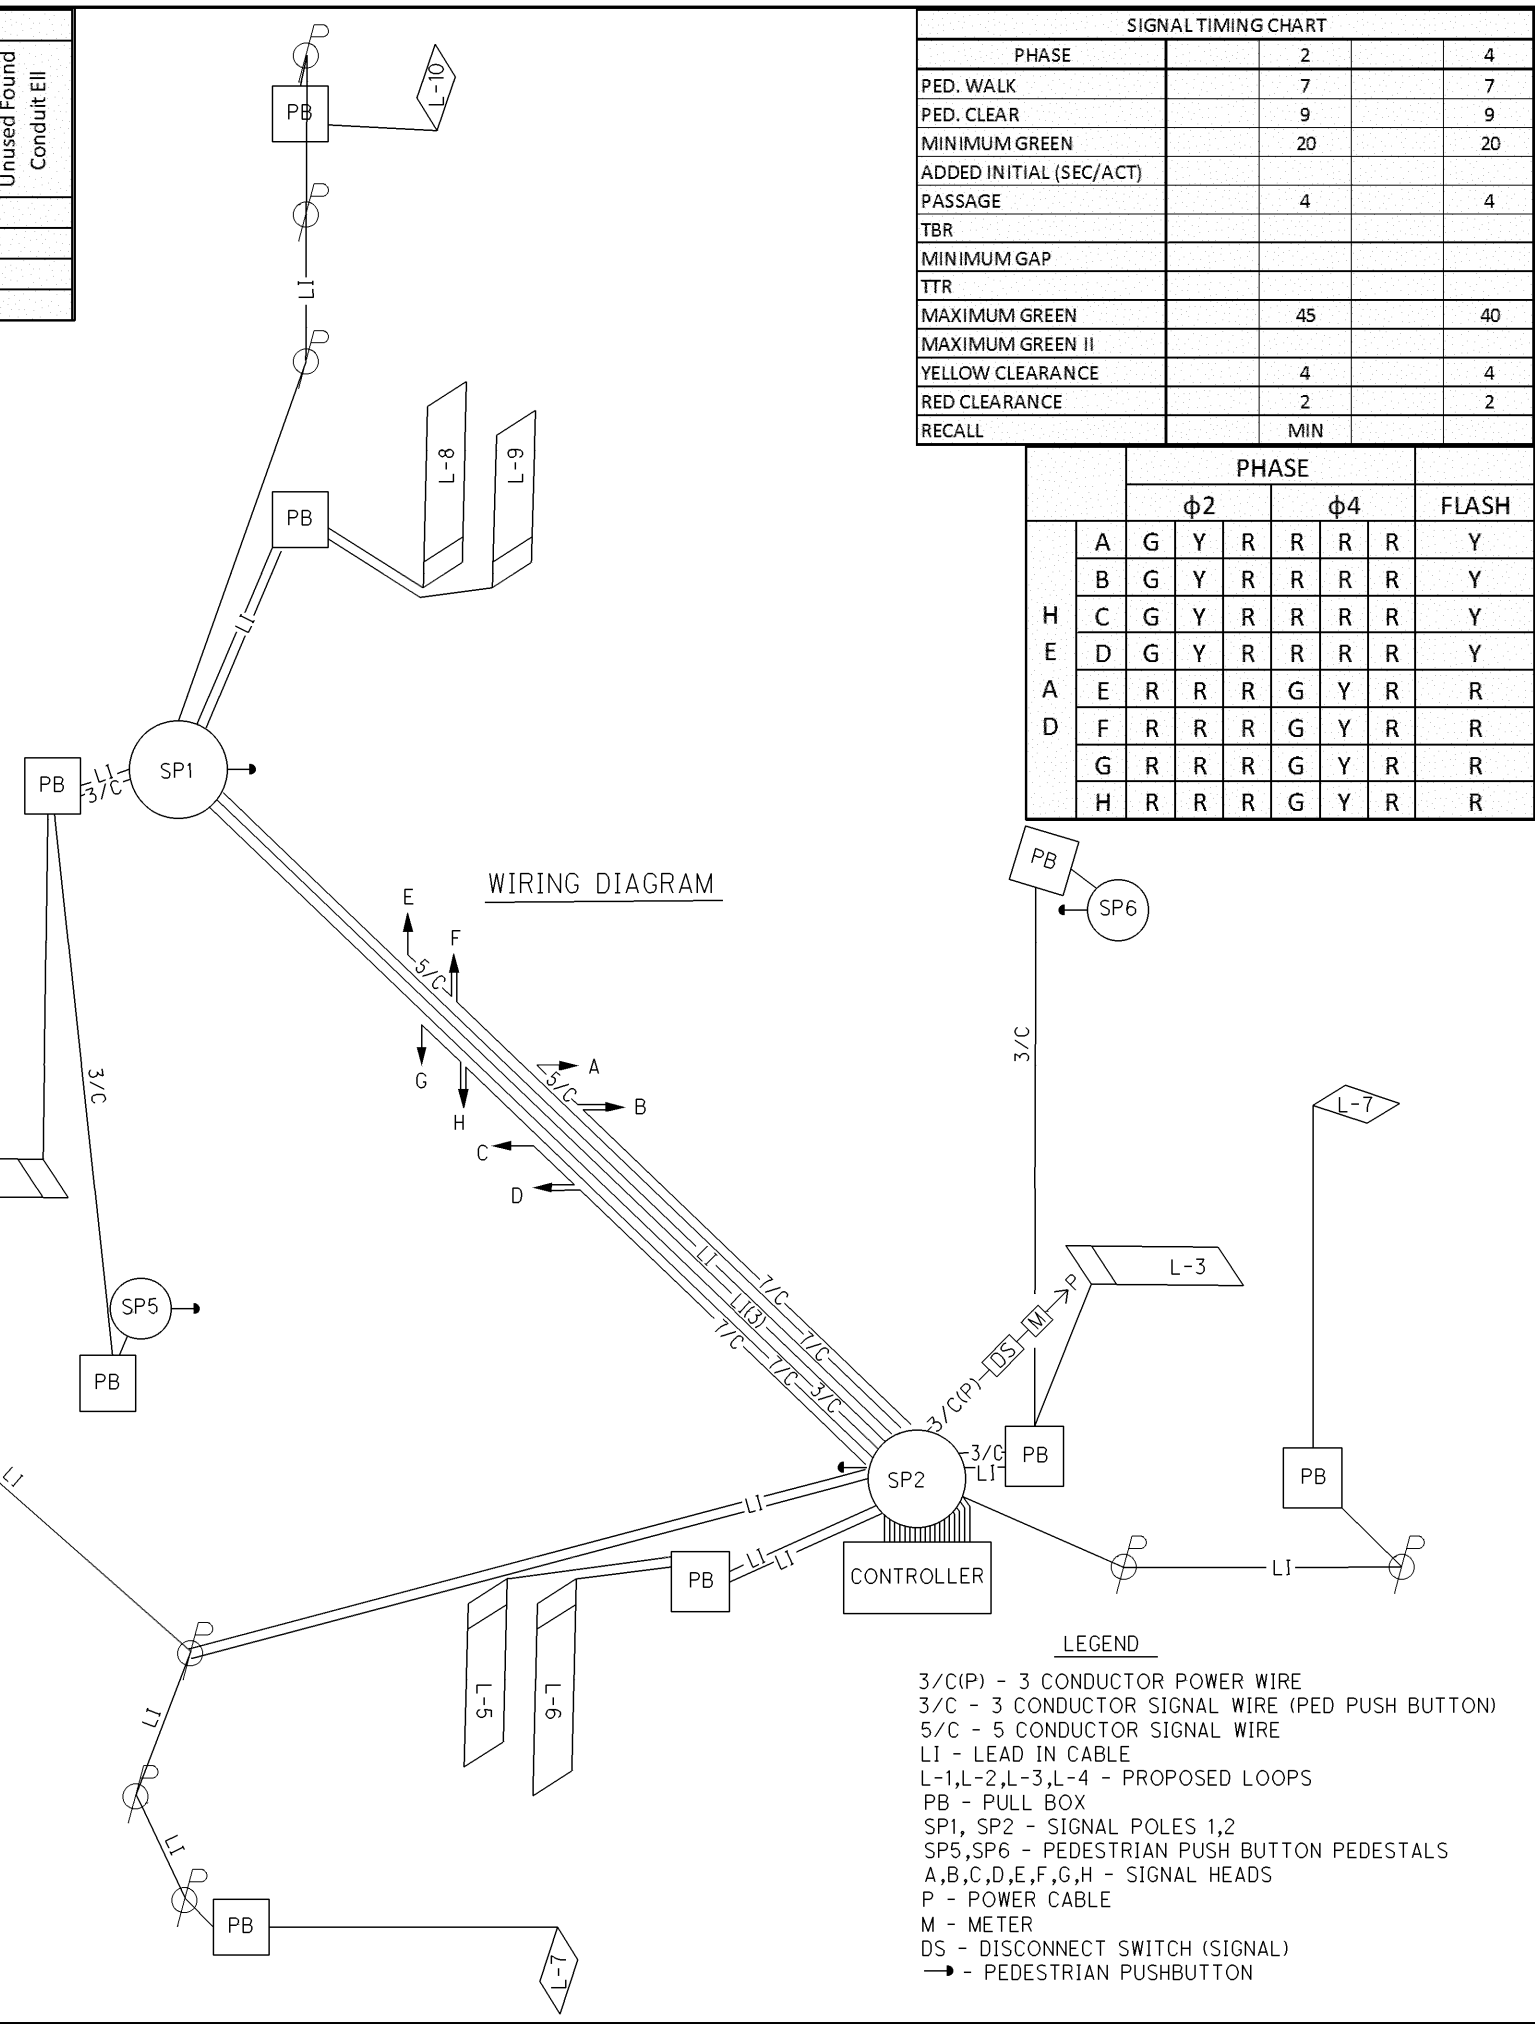 Unused Found
Conduit Ell
SIGNAL TIMING CHART
PHASE 2 4
PED. WALK 7 7
PED. CLEAR 9 9
MINIMUM GREEN 20 20
ADDED INITIAL (SEC/ACT)
PASSAGE 4 4
TBR
MINIMUM GAP
TTR
MAXIMUM GREEN 45 40
MAXIMUM GREEN II
YELLOW CLEARANCE 4 4
RED CLEARANCE 2 2
RECALL MIN
PHASE
ϕ2 ϕ4 FLASH
HEAD
A G Y R R R R Y
B G Y R R R R Y
C G Y R R R R Y
D G Y R R R R Y
E R R R G Y R R
F R R R G Y R R
G R R R G Y R R
H R R R G Y R R
P
PB
L-10
P
LI
P
L-8
L-9
PB
LI
PB
LI
3/C
SP1
WIRING DIAGRAM
E
F
5/C
G
H
A
5/C
B
C
D
PB
SP6
3/C
3/C
L-7
SP5
PB
LI
LI(3)
7/C
7/C
7/C
7/C
3/C
L-3
P
M
DS
3/C(P)
3/C
LI
PB
SP2
PB
LI
LI
PB
LI
LI
CONTROLLER
P
LI
P
P
L-5
L-6
LI
P
LI
P
PB
L-7
LEGEND
3/C(P) - 3 CONDUCTOR POWER WIRE
3/C - 3 CONDUCTOR SIGNAL WIRE (PED PUSH BUTTON)
5/C - 5 CONDUCTOR SIGNAL WIRE
LI - LEAD IN CABLE
L-1,L-2,L-3,L-4 - PROPOSED LOOPS
PB - PULL BOX
SP1, SP2 - SIGNAL POLES 1,2
SP5,SP6 - PEDESTRIAN PUSH BUTTON PEDESTALS
A,B,C,D,E,F,G,H - SIGNAL HEADS
P - POWER CABLE
M - METER
DS - DISCONNECT SWITCH (SIGNAL)
- PEDESTRIAN PUSHBUTTON